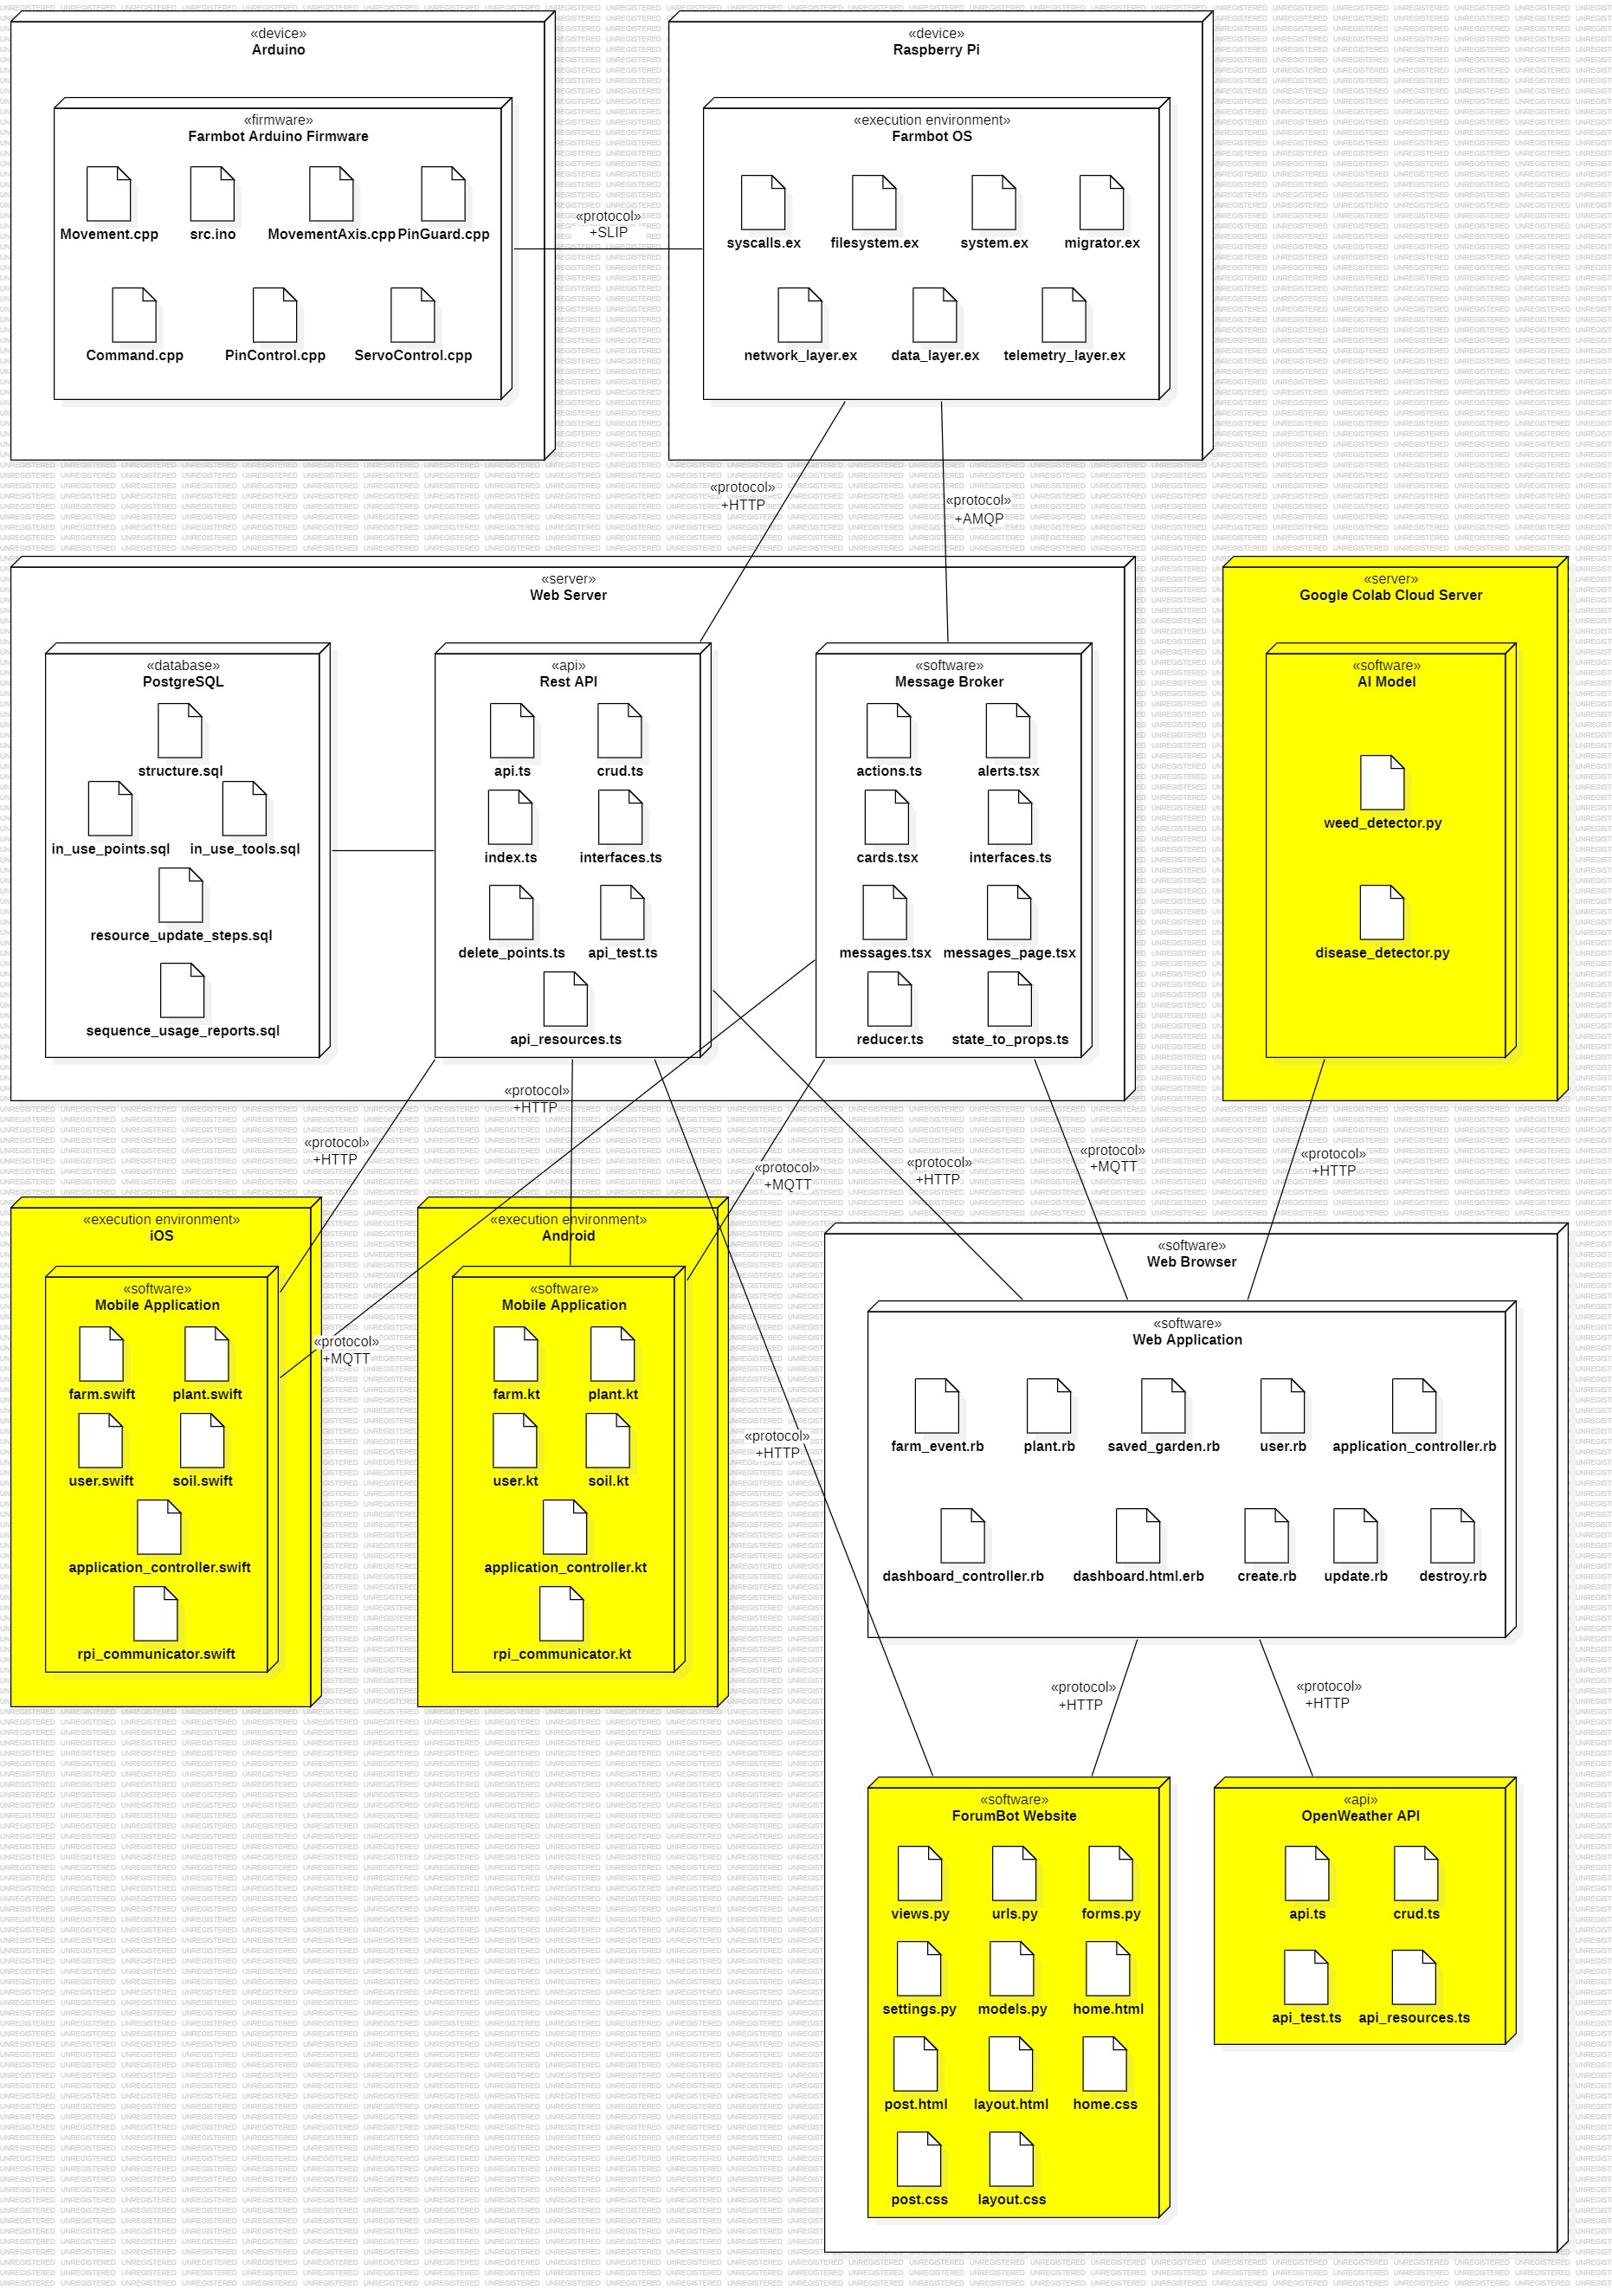 «device»
Arduino
«firmware»
Farmbot Arduino Firmware
Movement.cpp
src.ino
MovementAxis.cpp
PinGuard.cpp
Command.cpp
PinControl.cpp
ServoControl.cpp
«protocol»
+SLIP
«device»
Raspberry Pi
«execution environment»
Farmbot OS
syscalls.ex
filesystem.ex
system.ex
migrator.ex
network_layer.ex
data_layer.ex
telemetry_layer.ex
«protocol»
+HTTP
«protocol»
+AMQP
«server»
Web Server
«database»
PostgreSQL
structure.sql
in_use_points.sql
in_use_tools.sql
resource_update_steps.sql
sequence_usage_reports.sql
«api»
Rest API
api.ts
crud.ts
index.ts
interfaces.ts
delete_points.ts
api_test.ts
api_resources.ts
«software»
Message Broker
actions.ts
alerts.tsx
cards.tsx
interfaces.ts
messages.tsx
messages_page.tsx
reducer.ts
state_to_props.ts
«server»
Google Colab Cloud Server
«software»
AI Model
weed_detector.py
disease_detector.py
«protocol»
+HTTP
«protocol»
+HTTP
«protocol»
+MQTT
«protocol»
+HTTP
«protocol»
+MQTT
«protocol»
+HTTP
«execution environment»
iOS
«software»
Mobile Application
farm.swift
plant.swift
user.swift
soil.swift
application_controller.swift
rpi_communicator.swift
«protocol»
+MQTT
«execution environment»
Android
«software»
Mobile Application
farm.kt
plant.kt
user.kt
soil.kt
application_controller.kt
rpi_communicator.kt
«protocol»
+HTTP
«software»
Web Browser
«software»
Web Application
farm_event.rb
plant.rb
saved_garden.rb
user.rb
application_controller.rb
dashboard_controller.rb
dashboard.html.erb
create.rb
update.rb
destroy.rb
«protocol»
+HTTP
«protocol»
+HTTP
«software»
ForumBot Website
views.py
urls.py
forms.py
settings.py
models.py
home.html
post.html
layout.html
home.css
post.css
layout.css
«api»
OpenWeather API
api.ts
crud.ts
api_test.ts
api_resources.ts
UNREGISTERED